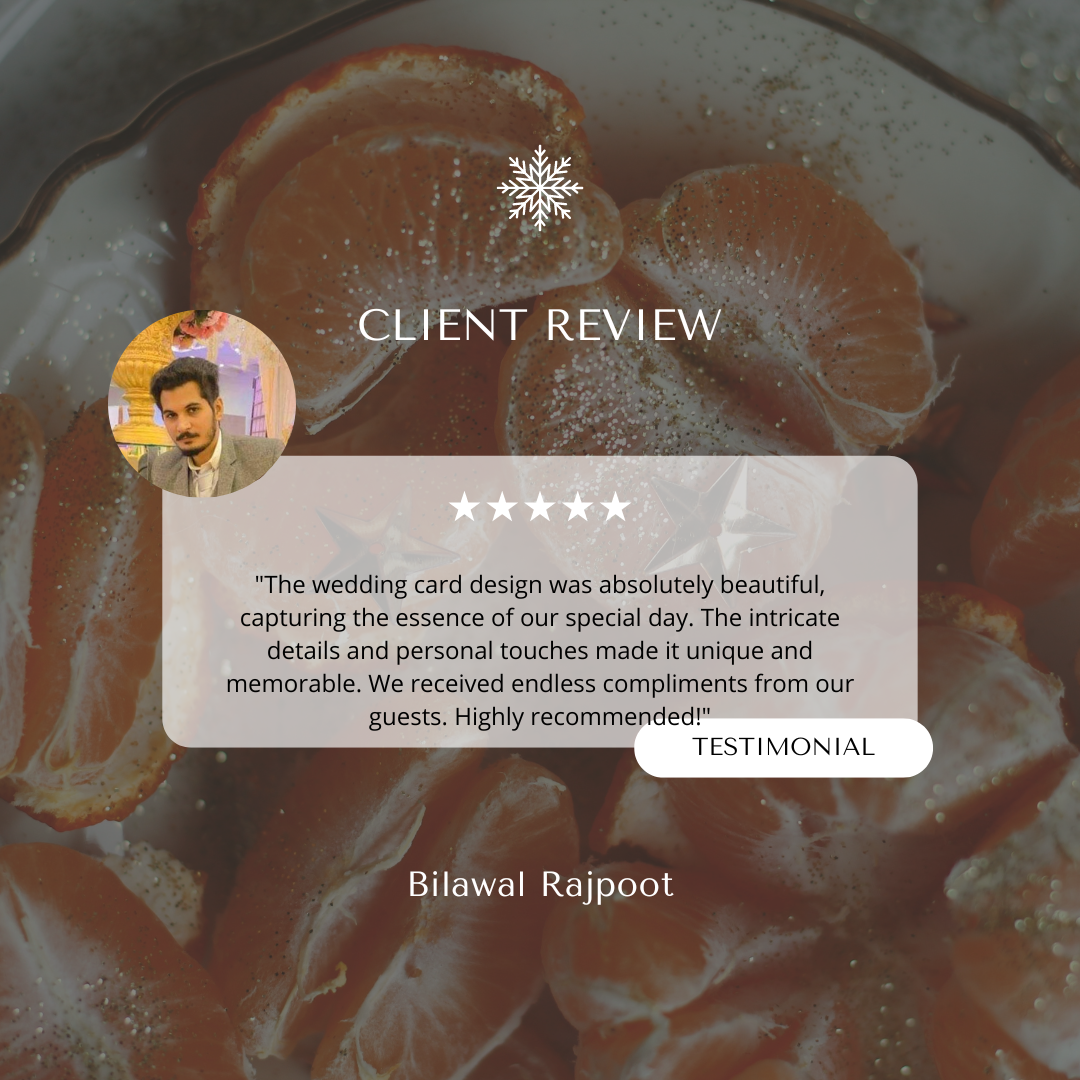 CLIENT REVIEW
"The wedding card design was absolutely beautiful,
capturing the essence of our special day. The intricate
details and personal touches made it unique and
memorable. We received endless compliments from our
guests. Highly recommended!"
TESTIMONIAL
Bilawal Rajpoot